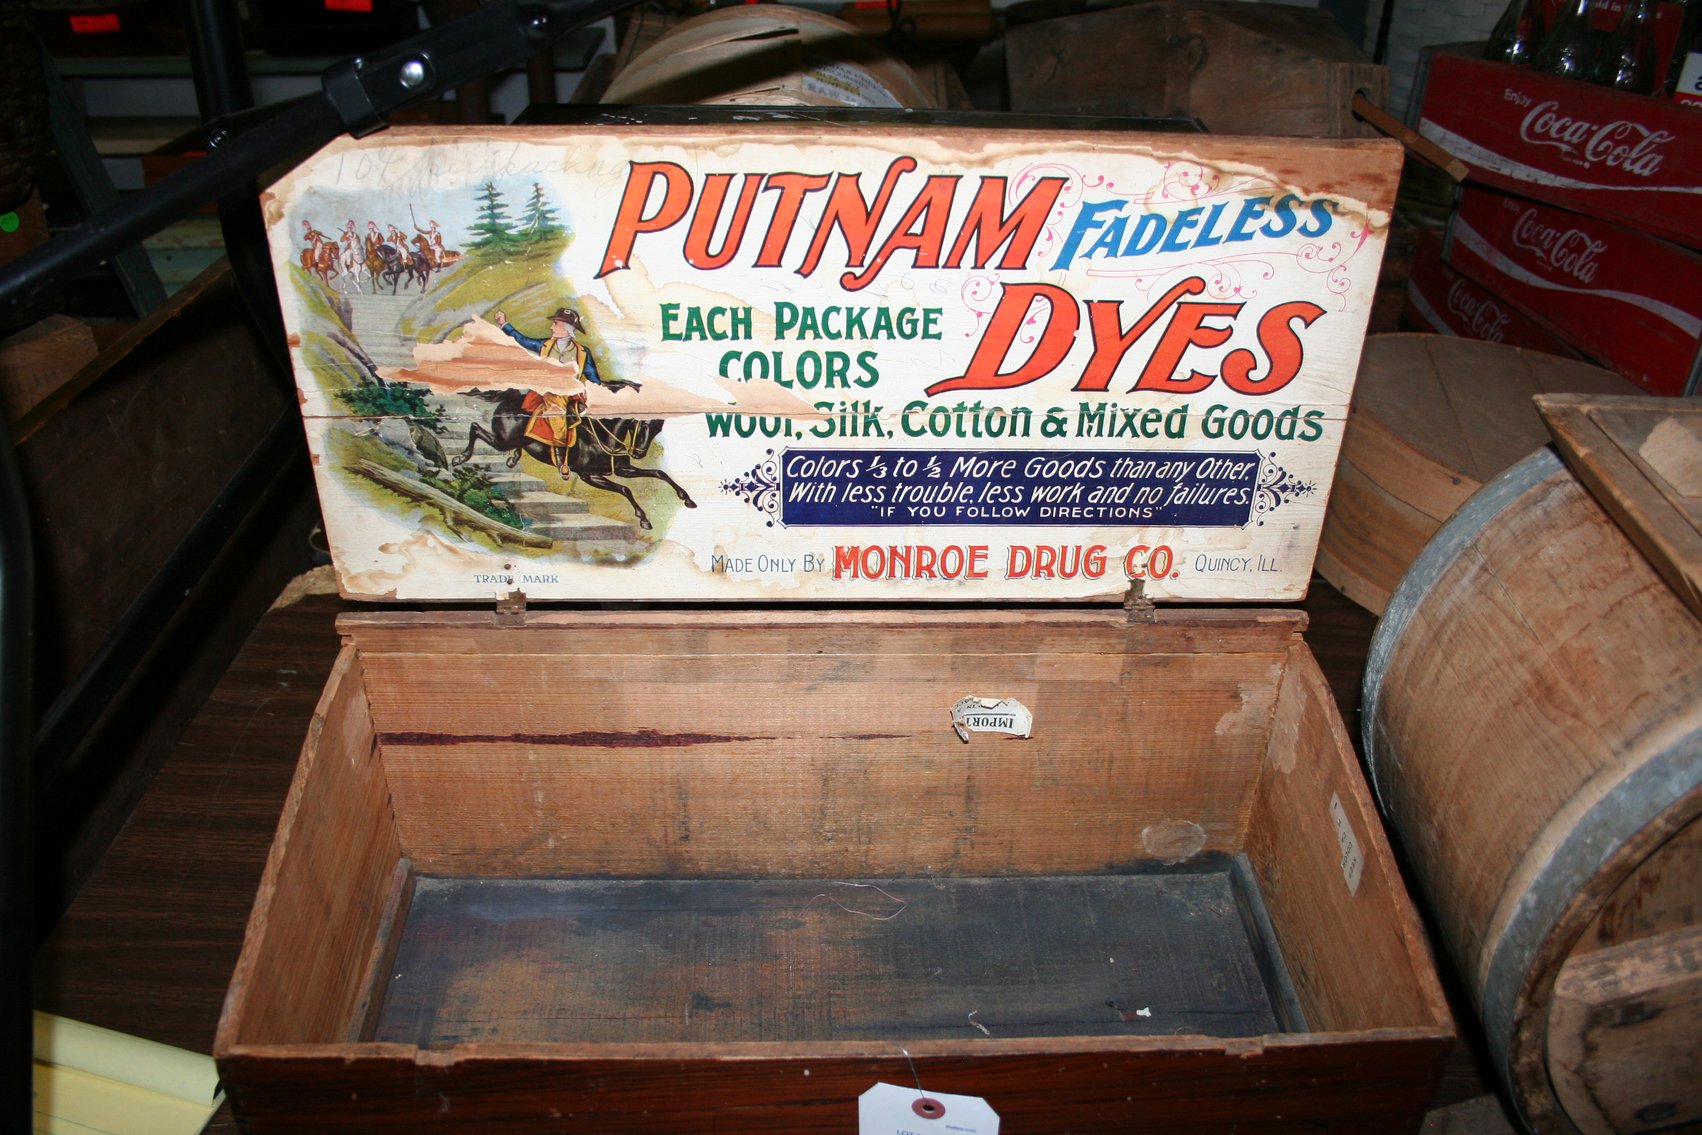 PUTNAM
FADELESS
DYES
EACH PACKAGE
COLORS
WOOL, Silk, Cotton & Mixed Goods
Colors 1/3 to 1/2 More Goods than any Other.
With less trouble, less work and no failures.
"IF YOU FOLLOW DIRECTIONS"
MADE ONLY BY MONROE DRUG CO. QUINCY, ILL.
TRADE MARK
IMPORT
Enjoy
Coca-Cola
Enjoy
Coca-Cola
Coca-Cola
LOT